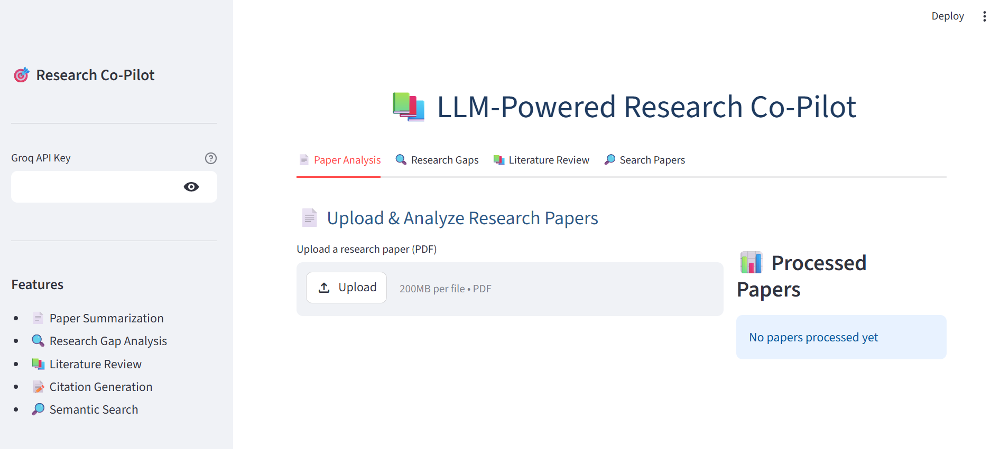 Deploy
Research Co-Pilot
Groq API Key
Features
Paper Summarization
Research Gap Analysis
Literature Review
Citation Generation
Semantic Search
LLM-Powered Research Co-Pilot
Paper Analysis
Research Gaps
Literature Review
Search Papers
Upload & Analyze Research Papers
Upload a research paper (PDF)
Upload
200MB per file • PDF
Processed
Papers
No papers processed yet